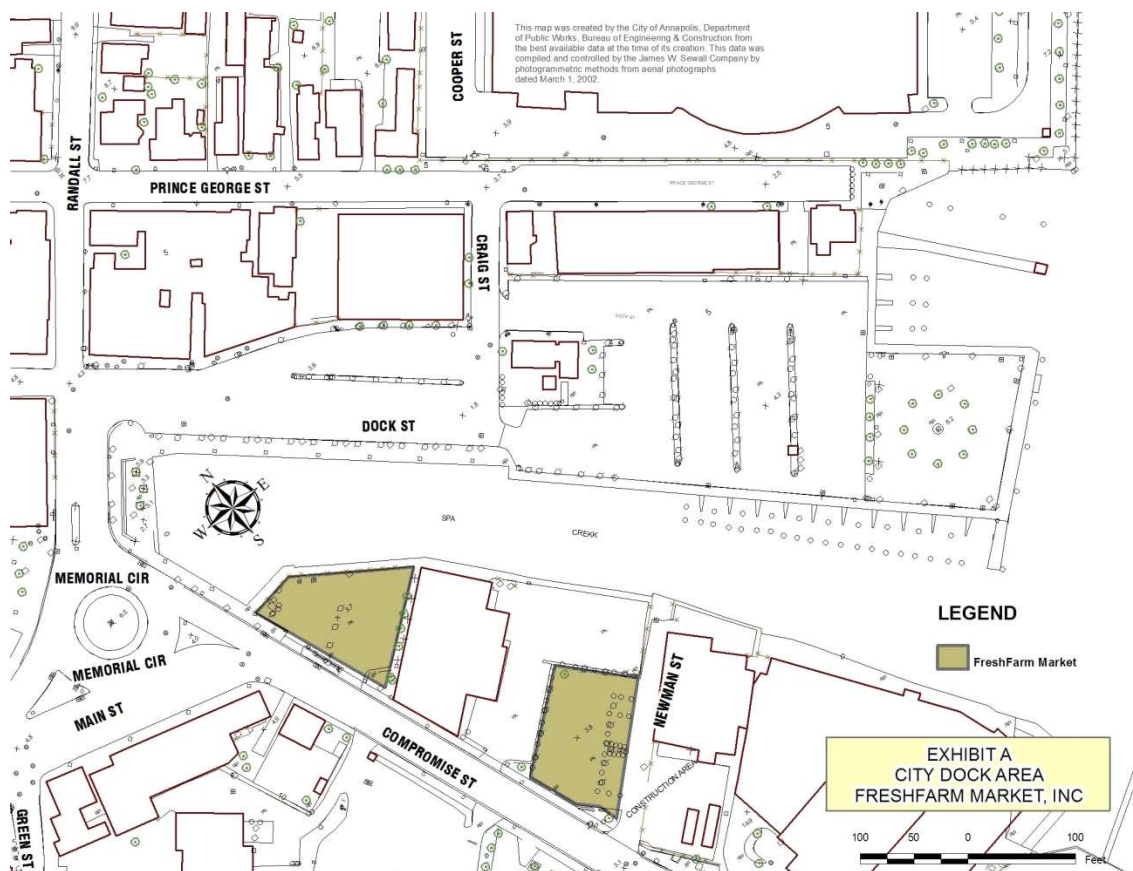 This map was created by the City of Annapolis, Department
of Public Works, Bureau of Engineering & Construction from
the best available data at the time of its creation. This data was
compiled and controlled by the James W. Sewall Company by
photogrammetric methods from aerial photographs
dated March 1, 2002.
COOPER ST
RANDALL ST
PRINCE GEORGE ST
PRINCE GEORGE ST
CRAIG ST
DOCK ST
DOCK ST
N
E
W
S
SPA
CREKK
MEMORIAL CIR
MEMORIAL CIR
MAIN ST
GREEN ST
COMPROMISE ST
NEWMAN ST
CONSTRUCTION AREA
LEGEND
FreshFarm Market
EXHIBIT A
CITY DOCK AREA
FRESHFARM MARKET, INC
100 50 0 100
Feet